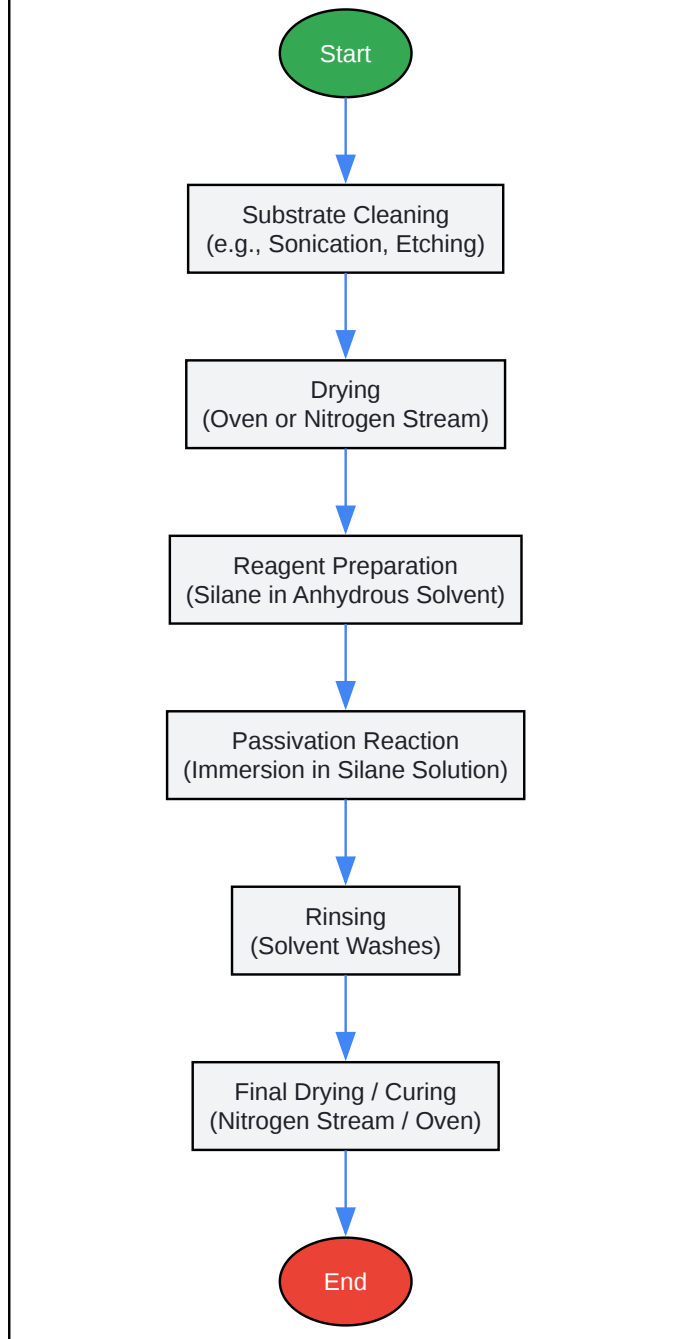 Start
Substrate Cleaning
(e.g., Sonication, Etching)
Drying
(Oven or Nitrogen Stream)
Reagent Preparation
(Silane in Anhydrous Solvent)
Passivation Reaction
(Immersion in Silane Solution)
Rinsing
(Solvent Washes)
Final Drying / Curing
(Nitrogen Stream / Oven)
End